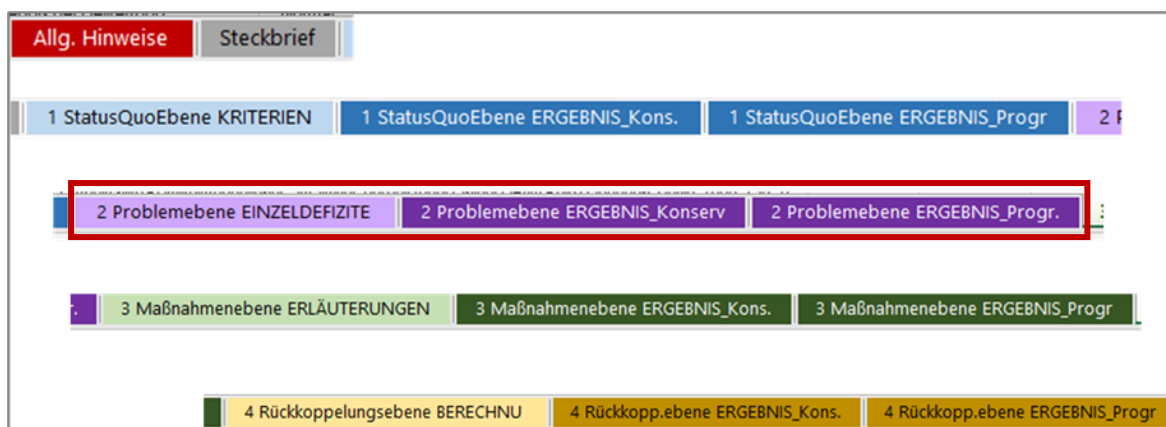 Allg. Hinweise Steckbrief
1 StatusQuoEbene KRITERIEN 1 StatusQuoEbene ERGEBNIS_Kons. 1 StatusQuoEbene ERGEBNIS_Progr 2
2 Problemebene EINZELDEFIZITE 2 Problemebene ERGEBNIS_Konserv 2 Problemebene ERGEBNIS_Progr.
3 Maßnahmenebene ERLÄUTERUNGEN 3 Maßnahmenebene ERGEBNIS_Kons. 3 Maßnahmenebene ERGEBNIS_Progr
4 Rückkoppelungsebene BERECHNU 4 Rückkopp.ebene ERGEBNIS_Kons. 4 Rückkopp.ebene ERGEBNIS_Progr